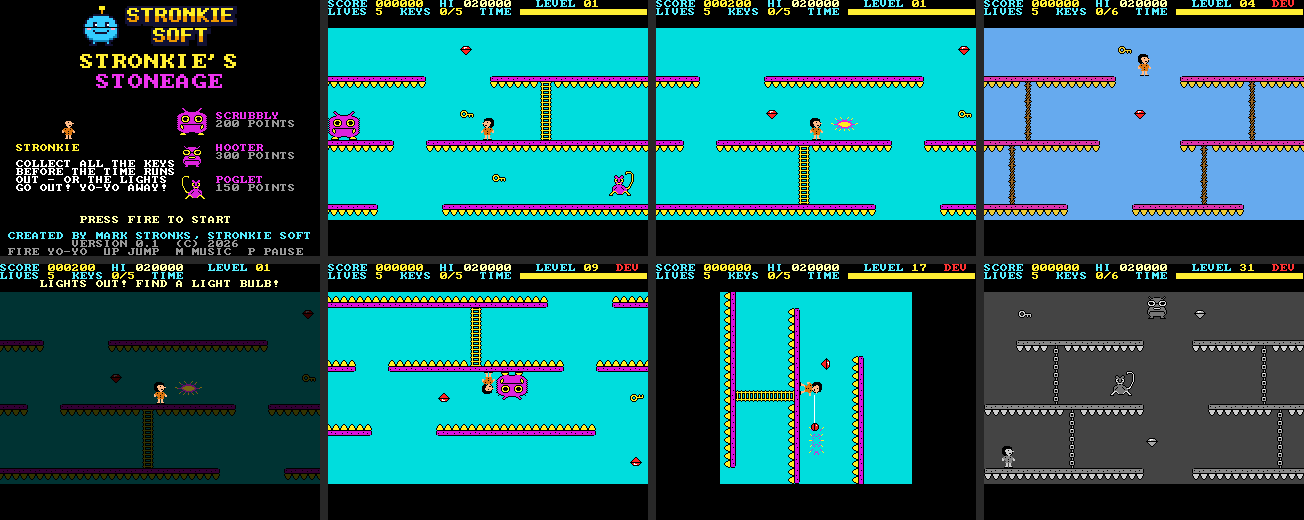 STRONKIE
SOFT
STRONKIE'S
STONEAGE
SCRUBBLY
200 POINTS
HOOTER
300 POINTS
POGLET
150 POINTS
STRONKIE
COLLECT ALL THE KEYS
BEFORE THE TIME RUNS
OUT - OR THE LIGHTS
GO OUT! YO-YO AWAY!
PRESS FIRE TO START
CREATED BY MARK STRONKS, STRONKIE SOFT
VERSION 0.1 (C) 2026
FIRE YO-YO UP JUMP M MUSIC P PAUSE
SCORE 000000 HI 020000 LEVEL 01
LIVES 5 KEYS 0/5 TIME
SCORE 000200 HI 020000 LEVEL 01
LIVES 5 KEYS 0/5 TIME
SCORE 000000 HI 020000 LEVEL 04 DEV
LIVES 5 KEYS 0/6 TIME
SCORE 000200 HI 020000 LEVEL 01
LIVES 5 KEYS 0/5 TIME
LIGHTS OUT! FIND A LIGHT BULB!
SCORE 000000 HI 020000 LEVEL 09 DEV
LIVES 5 KEYS 0/5 TIME
SCORE 000000 HI 020000 LEVEL 17 DEV
LIVES 5 KEYS 0/5 TIME
SCORE 000000 HI 020000 LEVEL 31 DEV
LIVES 5 KEYS 0/6 TIME